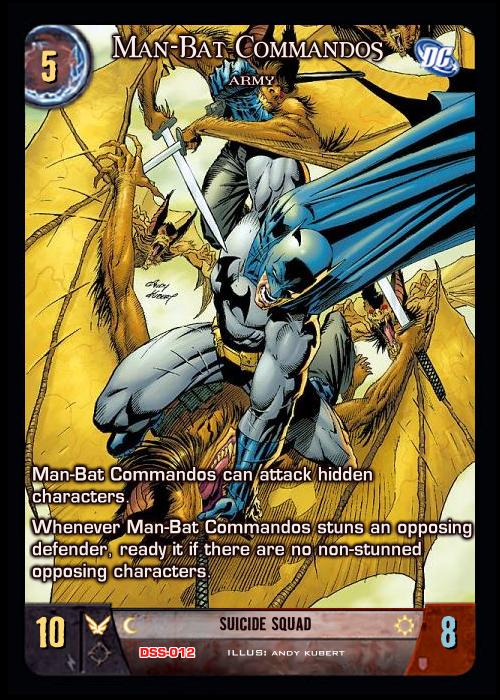 5
Man-Bat Commandos
DC
ARMY
Andy
Kubert
Man-Bat Commandos can attack hidden
characters.
Whenever Man-Bat Commandos stuns an opposing
defender, ready it if there are no non-stunned
opposing characters.
10
SUICIDE SQUAD
8
DSS-012
ILLUS: ANDY KUBERT